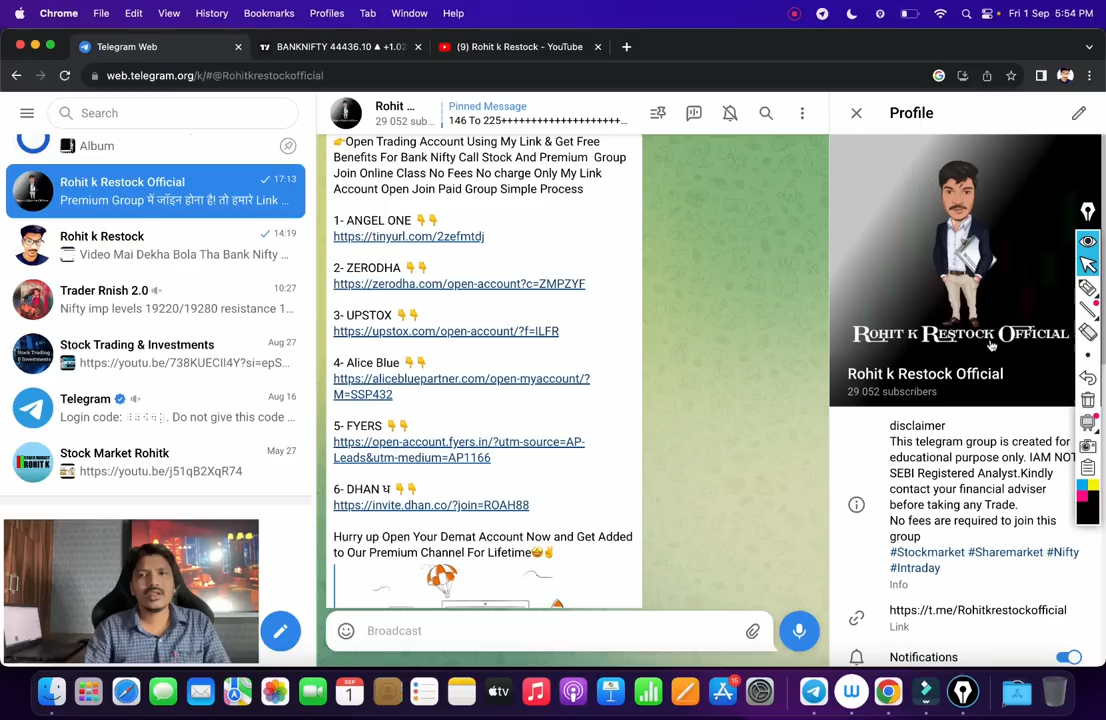 Chrome File Edit View History Bookmarks Profiles Tab Window Help
Fri 1 Sep 5:54 PM
Telegram Web
BANKNIFTY 44436.10 ▲ +1.02
(9) Rohit k Restock - YouTube
web.telegram.org/k/#@Rohitkrestockofficial
Search
Album
Rohit k Restock Official 17:13
Premium Group में जॉइन होना है! तो हमारे Link ...
Rohit k Restock 14:19
Video Mai Dekha Bola Tha Bank Nifty ...
Trader Rnish 2.0 10:27
Nifty imp levels 19220/19280 resistance 1...
Stock Trading & Investments Aug 27
https://youtu.be/738KUECIl4Y?si=epS...
Telegram Aug 16
Login code: . Do not give this code ...
Stock Market Rohitk May 27
https://youtu.be/j51qB2XqR74
Rohit ...
29 052 sub...
Pinned Message
146 To 225++++++++++++++++++++...
👉Open Trading Account Using My Link & Get Free
Benefits For Bank Nifty Call Stock And Premium Group
Join Online Class No Fees No charge Only My Link
Account Open Join Paid Group Simple Process
1- ANGEL ONE 👇👇
https://tinyurl.com/2zefmtdj
2- ZERODHA 👇👇
https://zerodha.com/open-account?c=ZMPZYF
3- UPSTOX 👇👇
https://upstox.com/open-account/?f=ILFR
4- Alice Blue 👇👇
https://alicebluepartner.com/open-myaccount/?
M=SSP432
5- FYERS 👇👇
https://open-account.fyers.in/?utm-source=AP-
Leads&utm-medium=AP1166
6- DHAN ਧ 👇👇
https://invite.dhan.co/?join=ROAH88
Hurry up Open Your Demat Account Now and Get Added
to Our Premium Channel For Lifetime🤩✌
Broadcast
Profile
Rohit k Restock Official
Rohit k Restock Official
29 052 subscribers
disclaimer
This telegram group is created for
educational purpose only. IAM NOT
SEBI Registered Analyst.Kindly
contact your financial adviser
before taking any Trade.
No fees are required to join this
group
#Stockmarket #Sharemarket #Nifty
#Intraday
Info
https://t.me/Rohitkrestockofficial
Link
Notifications
SEP
1
tv
15